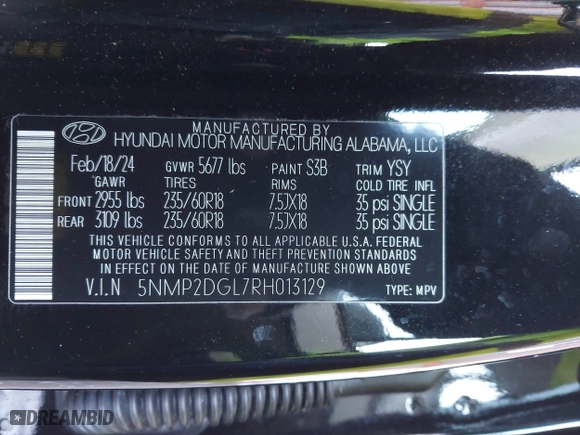 MANUFACTURED BY
HYUNDAI MOTOR MANUFACTURING ALABAMA, LLC
Feb/18/24 GVWR 5677 lbs PAINT S3B TRIM YSY
GAWR TIRES RIMS COLD TIRE INFL
FRONT 2955 lbs 235/60R18 7.5JX18 35 psi SINGLE
REAR 3109 lbs 235/60R18 7.5JX18 35 psi SINGLE
THIS VEHICLE CONFORMS TO ALL APPLICABLE U.S.A. FEDERAL
MOTOR VEHICLE SAFETY AND THEFT PREVENTION STANDARDS
IN EFFECT ON THE DATE OF MANUFACTURE SHOWN ABOVE.
V.I.N 5NMP2DGL7RH013129 TYPE: MPV
DREAMBID